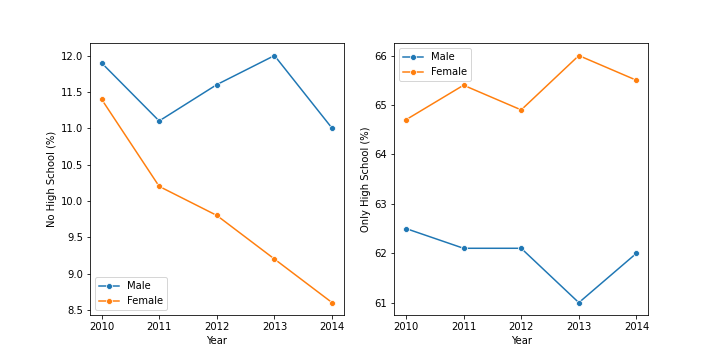 No High School (%)
12.0
11.5
11.0
10.5
10.0
9.5
9.0
8.5
Male
Female
2010 2011 2012 2013 2014
Year
Only High School (%)
66
65
64
63
62
61
Male
Female
2010 2011 2012 2013 2014
Year